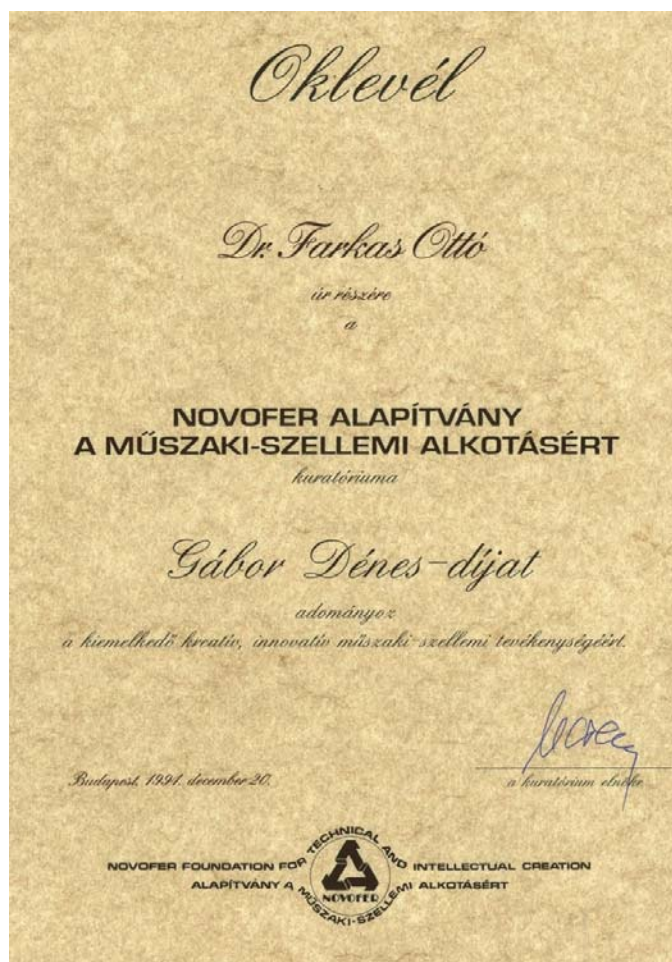 Oklevél
Dr. Farkas Ottó
úr részére
a
NOVOFER ALAPÍTVÁNY
A MŰSZAKI-SZELLEMI ALKOTÁSÉRT
kuratóriuma
Gábor Dénes-díjat
adományoz
a kiemelkedő kreatív, innovatív műszaki-szellemi tevékenységéért.
Budapest, 1991. december 20.
a kuratórium elnöke
NOVOFER FOUNDATION FOR TECHNICAL AND INTELLECTUAL CREATION
ALAPÍTVÁNY A MŰSZAKI-SZELLEMI ALKOTÁSÉRT
NOVOFER